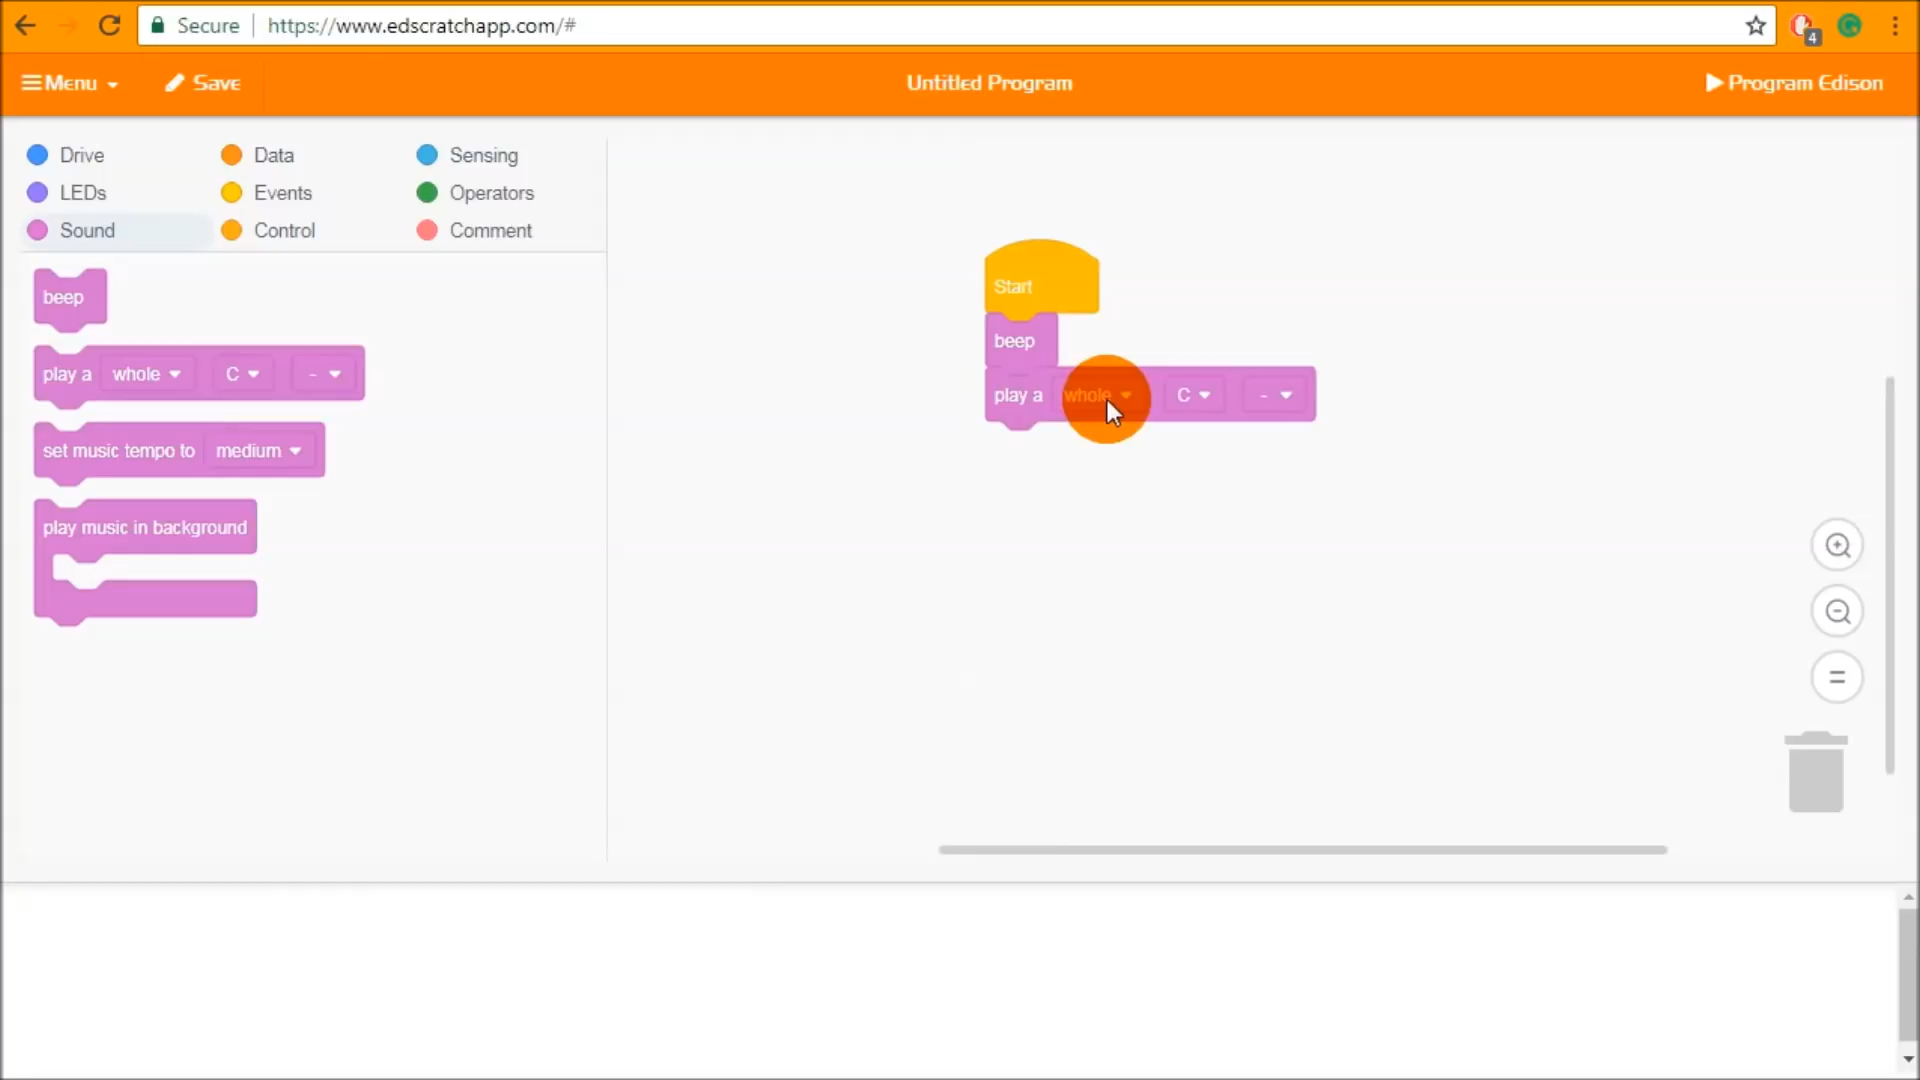 Secure https://www.edscratchapp.com/#
4
Menu Save Untitled Program Program Edison
Drive Data Sensing
LEDs Events Operators
Sound Control Comment
beep
play a whole C -
set music tempo to medium
play music in background
Start
beep
play a whole C -